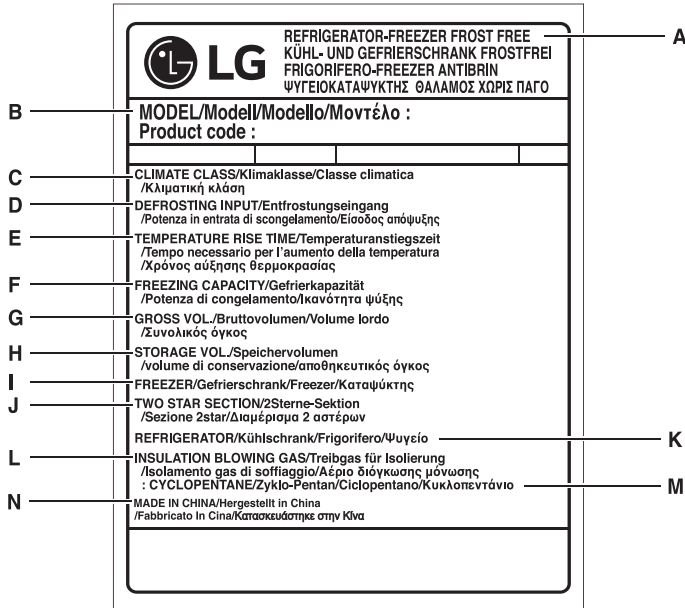 LG
REFRIGERATOR-FREEZER FROST FREE
KÜHL- UND GEFRIERSCHRANK FROSTFREI
FRIGORIFERO-FREEZER ANTIBRIN
ΨΥΓΕΙΟΚΑΤΑΨΥΚΤΗΣ ΘΑΛΑΜΟΣ ΧΩΡΙΣ ΠΑΓΟ
A
B
MODEL/Modell/Modello/Μοντέλο :
Product code :
C
CLIMATE CLASS/Klimaklasse/Classe climatica
/Κλιματική κλάση
D
DEFROSTING INPUT/Entfrostungseingang
/Potenza in entrata di scongelamento/Είσοδος απόψυξης
E
TEMPERATURE RISE TIME/Temperaturanstiegszeit
/Tempo necessario per l'aumento della temperatura
/Χρόνος αύξησης θερμοκρασίας
F
FREEZING CAPACITY/Gefrierkapazität
/Potenza di congelamento/Ικανότητα ψύξης
G
GROSS VOL./Bruttovolumen/Volume lordo
/Συνολικός όγκος
H
STORAGE VOL./Speichervolumen
/volume di conservazione/αποθηκευτικός όγκος
I
FREEZER/Gefrierschrank/Freezer/Καταψύκτης
J
TWO STAR SECTION/2Sterne-Sektion
/Sezione 2star/Διαμέρισμα 2 αστέρων
REFRIGERATOR/Kühlschrank/Frigorifero/Ψυγείο
K
L
INSULATION BLOWING GAS/Treibgas für Isolierung
/Isolamento gas di soffiaggio/Αέριο διόγκωσης μόνωσης
: CYCLOPENTANE/Zyklo-Pentan/Ciclopentano/Κυκλοπεντάνιο
M
N
MADE IN CHINA/Hergestellt in China
/Fabbricato In Cina/Κατασκευάστηκε στην Κίνα